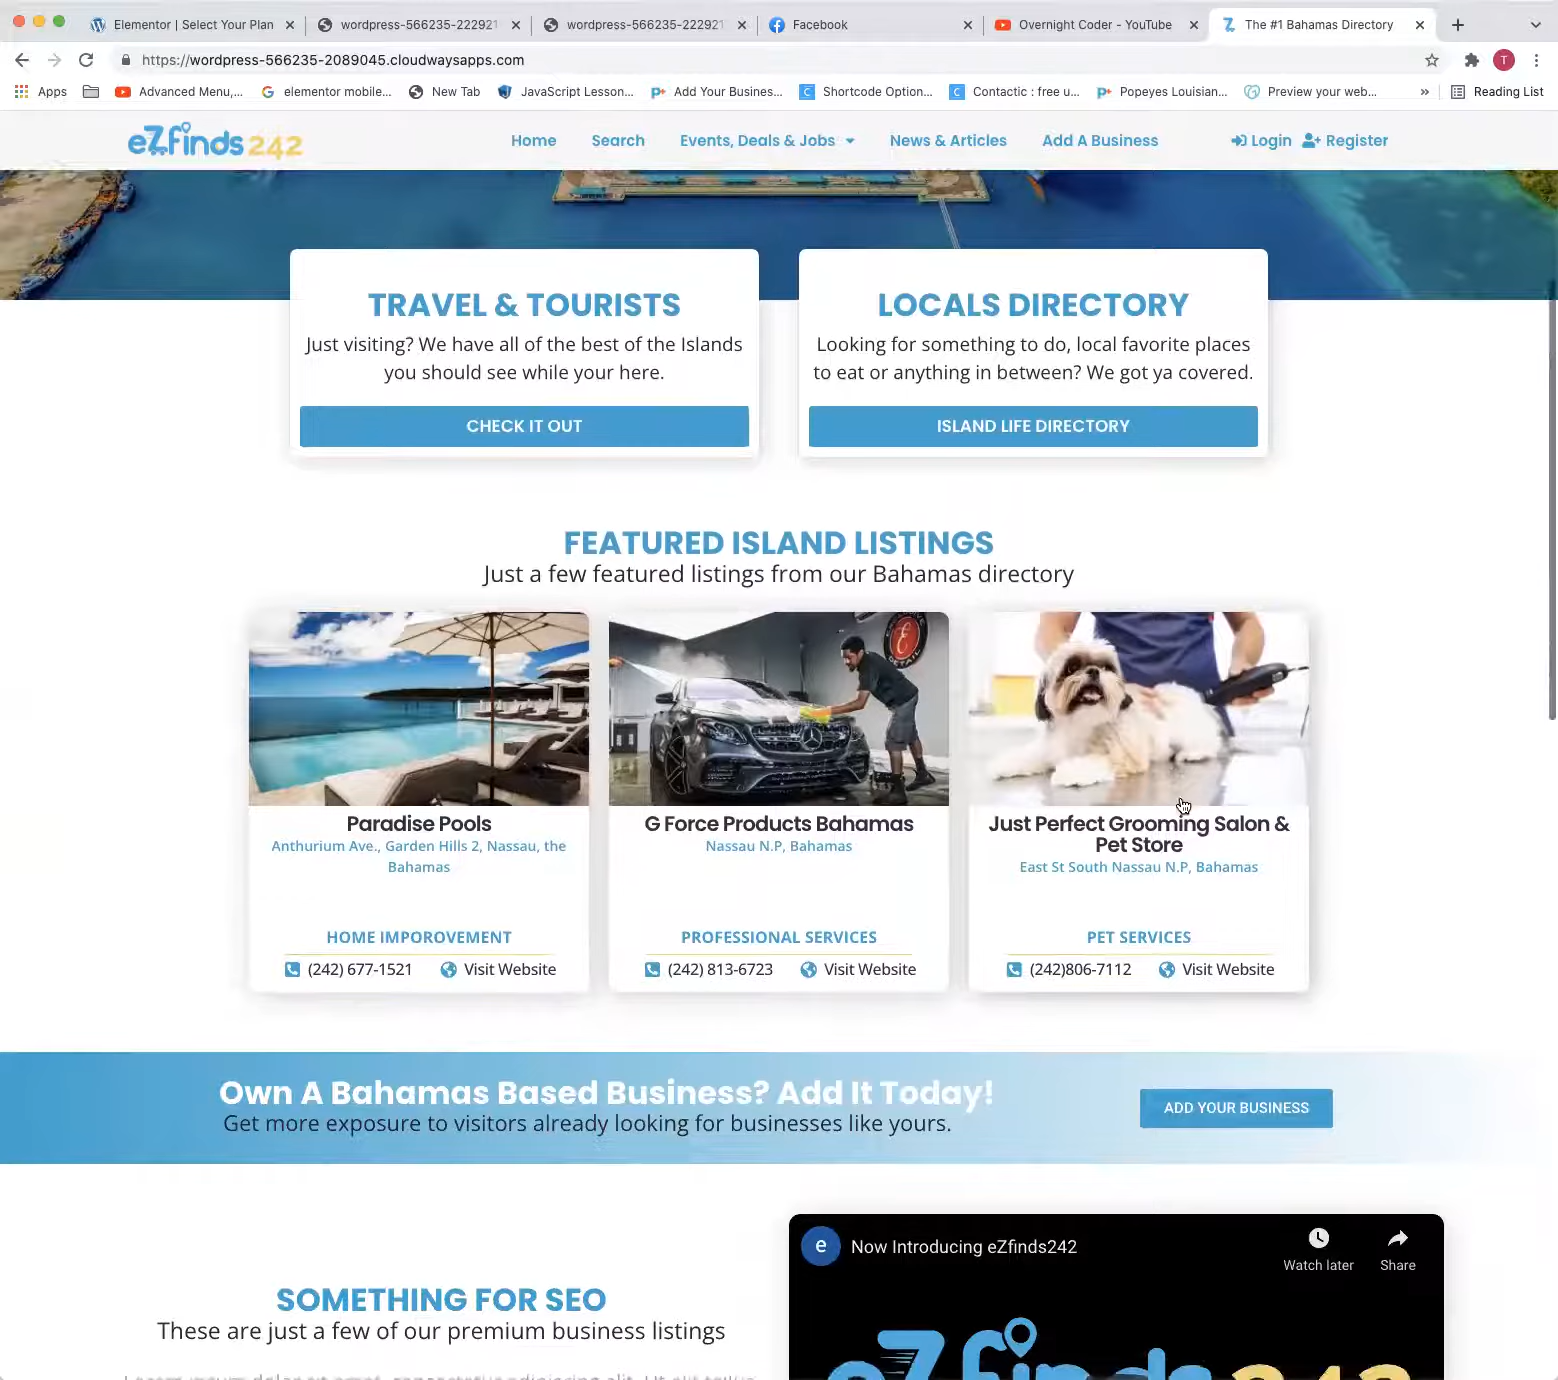 Elementor | Select Your Plan
wordpress-566235-222921
wordpress-566235-222921
Facebook
Overnight Coder - YouTube
The #1 Bahamas Directory
https://wordpress-566235-2089045.cloudwaysapps.com
T
Apps
Advanced Menu,...
elementor mobile...
New Tab
JavaScript Lesson...
Add Your Busines...
Shortcode Option...
Contactic : free u...
Popeyes Louisian...
Preview your web...
»
Reading List
eZfinds242
Home
Search
Events, Deals & Jobs
News & Articles
Add A Business
Login
Register
TRAVEL & TOURISTS
Just visiting? We have all of the best of the Islands
you should see while your here.
CHECK IT OUT
LOCALS DIRECTORY
Looking for something to do, local favorite places
to eat or anything in between? We got ya covered.
ISLAND LIFE DIRECTORY
FEATURED ISLAND LISTINGS
Just a few featured listings from our Bahamas directory
Paradise Pools
Anthurium Ave., Garden Hills 2, Nassau, the
Bahamas
HOME IMPOROVEMENT
(242) 677-1521
Visit Website
DETAIL
G Force Products Bahamas
Nassau N.P, Bahamas
PROFESSIONAL SERVICES
(242) 813-6723
Visit Website
Just Perfect Grooming Salon &
Pet Store
East St South Nassau N.P, Bahamas
PET SERVICES
(242)806-7112
Visit Website
Own A Bahamas Based Business? Add It Today!
Get more exposure to visitors already looking for businesses like yours.
ADD YOUR BUSINESS
SOMETHING FOR SEO
These are just a few of our premium business listings
e
Now Introducing eZfinds242
Watch later
Share
eZfinds242